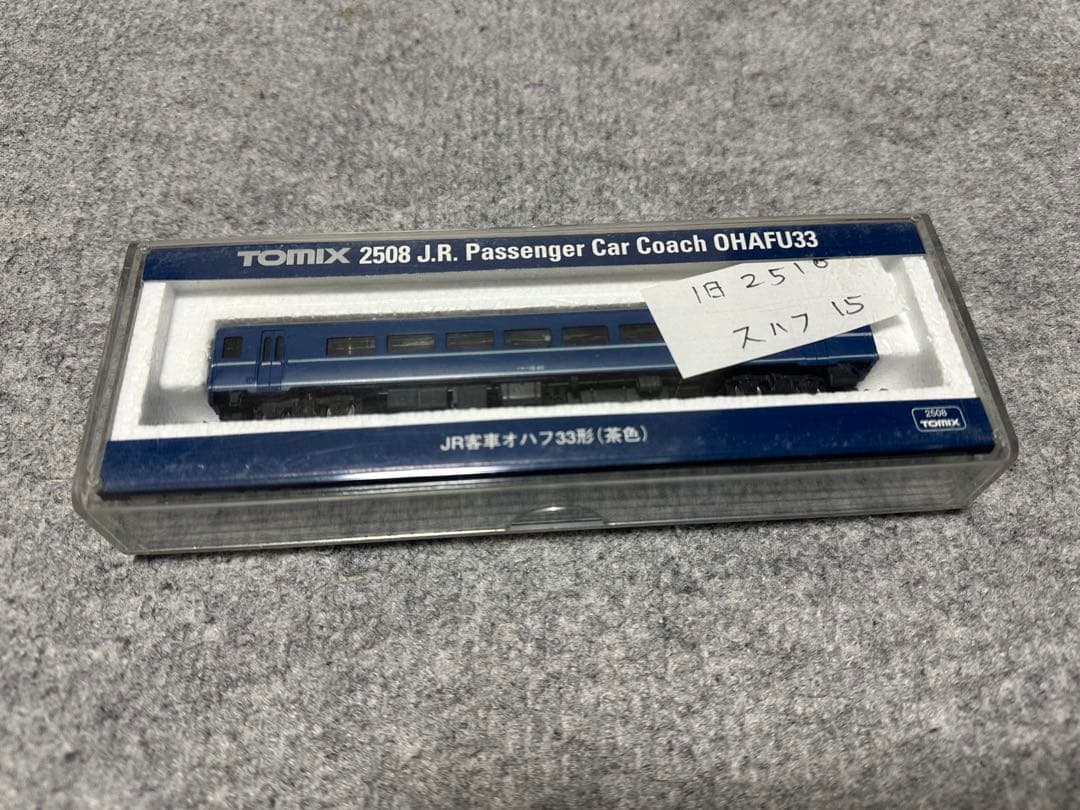 TOMIX 2508 J.R. Passenger Car Coach OHAFU33
旧 2510
スハフ 15
JR客車オハフ33形(茶色)
2508
TOMIX